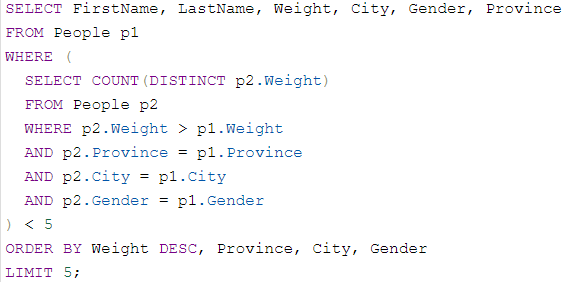 SELECT FirstName, LastName, Weight, City, Gender, Province
FROM People p1
WHERE (
  SELECT COUNT(DISTINCT p2.Weight)
  FROM People p2
  WHERE p2.Weight > p1.Weight
  AND p2.Province = p1.Province
  AND p2.City = p1.City
  AND p2.Gender = p1.Gender
) < 5
ORDER BY Weight DESC, Province, City, Gender
LIMIT 5;